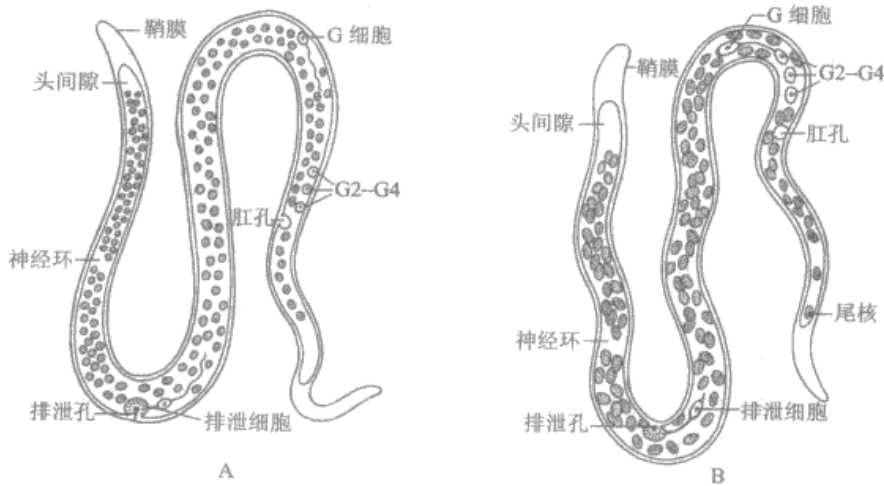 鞘膜
G 细胞
头间隙
G2-G4
肛孔
神经环
排泄孔
排泄细胞
A
G 细胞
鞘膜
G2-G4
头间隙
肛孔
尾核
神经环
排泄孔
排泄细胞
B